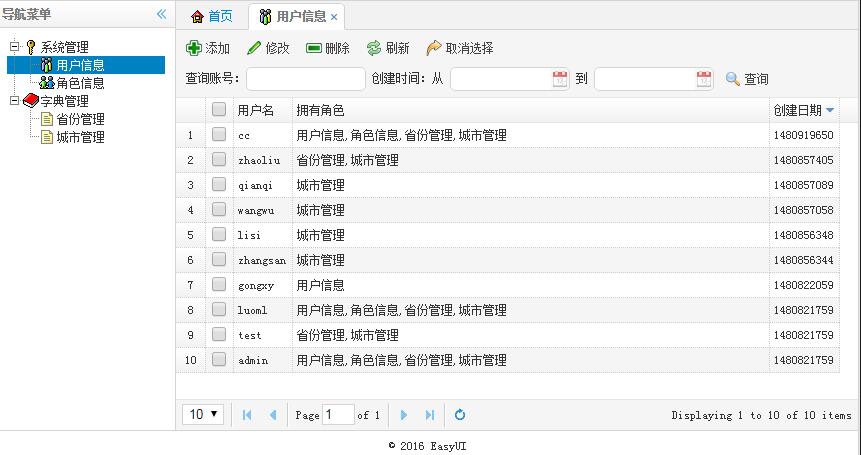 导航菜单
首页 用户信息
系统管理
用户信息
角色信息
字典管理
省份管理
城市管理
添加 修改 删除 刷新 取消选择
查询账号: 创建时间: 从 到 查询
用户名 拥有角色 创建日期
1 cc 用户信息,角色信息,省份管理,城市管理 1480919650
2 zhaoliu 省份管理,城市管理 1480857405
3 qianqi 城市管理 1480857089
4 wangwu 城市管理 1480857058
5 lisi 城市管理 1480856348
6 zhangsan 城市管理 1480856344
7 gongxy 用户信息 1480822059
8 luoml 用户信息,角色信息,省份管理,城市管理 1480821759
9 test 省份管理,城市管理 1480821759
10 admin 用户信息,角色信息,省份管理,城市管理 1480821759
10 Page 1 of 1 Displaying 1 to 10 of 10 items
© 2016 EasyUI